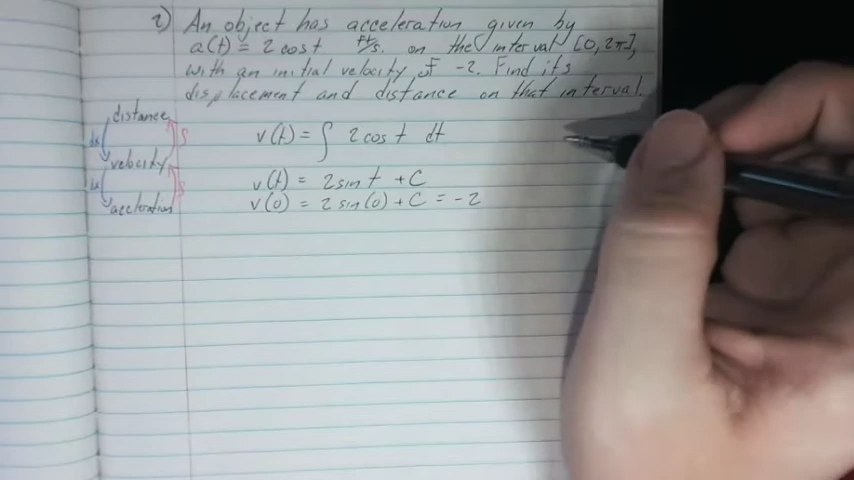 2) An object has acceleration given by
a(t) = 2 cos t ft/s. on the interval [0, 2π],
with an initial velocity of -2. Find its
displacement and distance on that interval.
distance
dx
∫
velocity
dx
∫
acceleration
v(t) = ∫ 2 cos t dt
v(t) = 2 sin t + C
v(0) = 2 sin(0) + C = -2